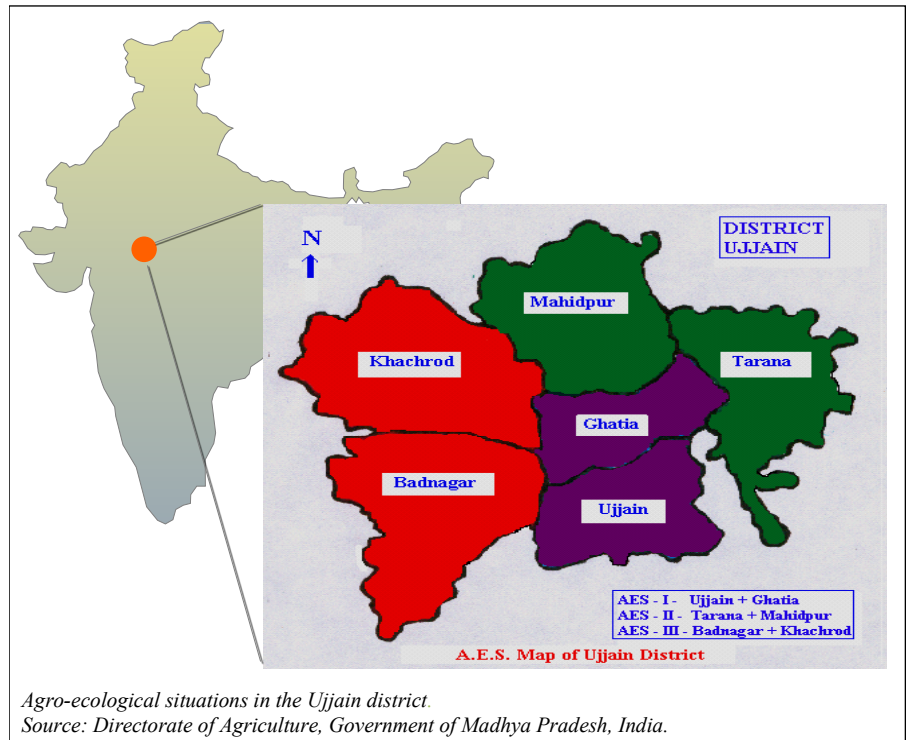 N
DISTRICT
UJJAIN
Mahidpur
Khachrod
Tarana
Ghatia
Badnagar
Ujjain
AES - I - Ujjain + Ghatia
AES - II - Tarana + Mahidpur
AES - III - Badnagar + Khachrod
A.E.S. Map of Ujjain District
Agro-ecological situations in the Ujjain district.
Source: Directorate of Agriculture, Government of Madhya Pradesh, India.